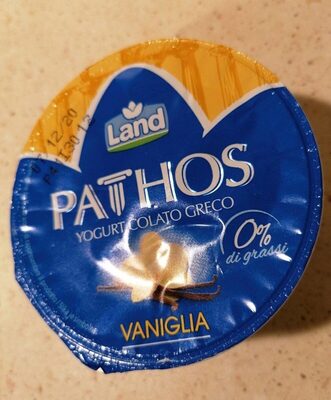 Land
PATHOS
YOGURT COLATO GRECO
0%
di grassi
VANIGLIA